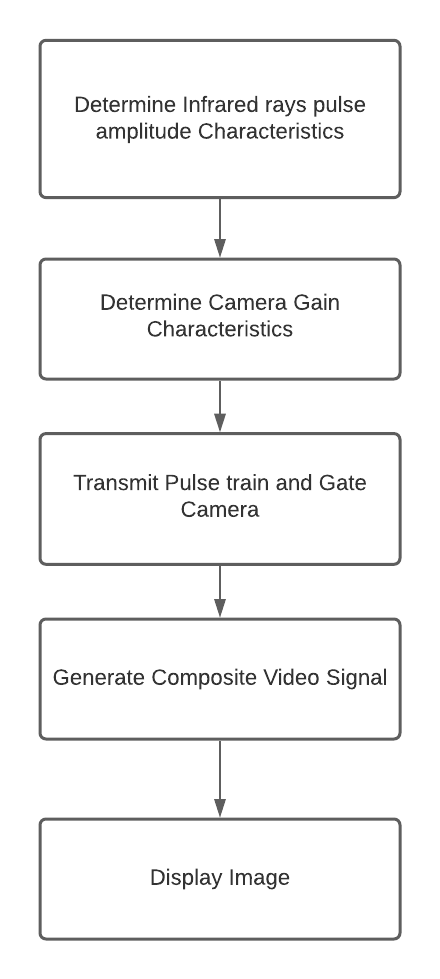 Determine Infrared rays pulse
amplitude Characteristics
Determine Camera Gain
Characteristics
Transmit Pulse train and Gate
Camera
Generate Composite Video Signal
Display Image